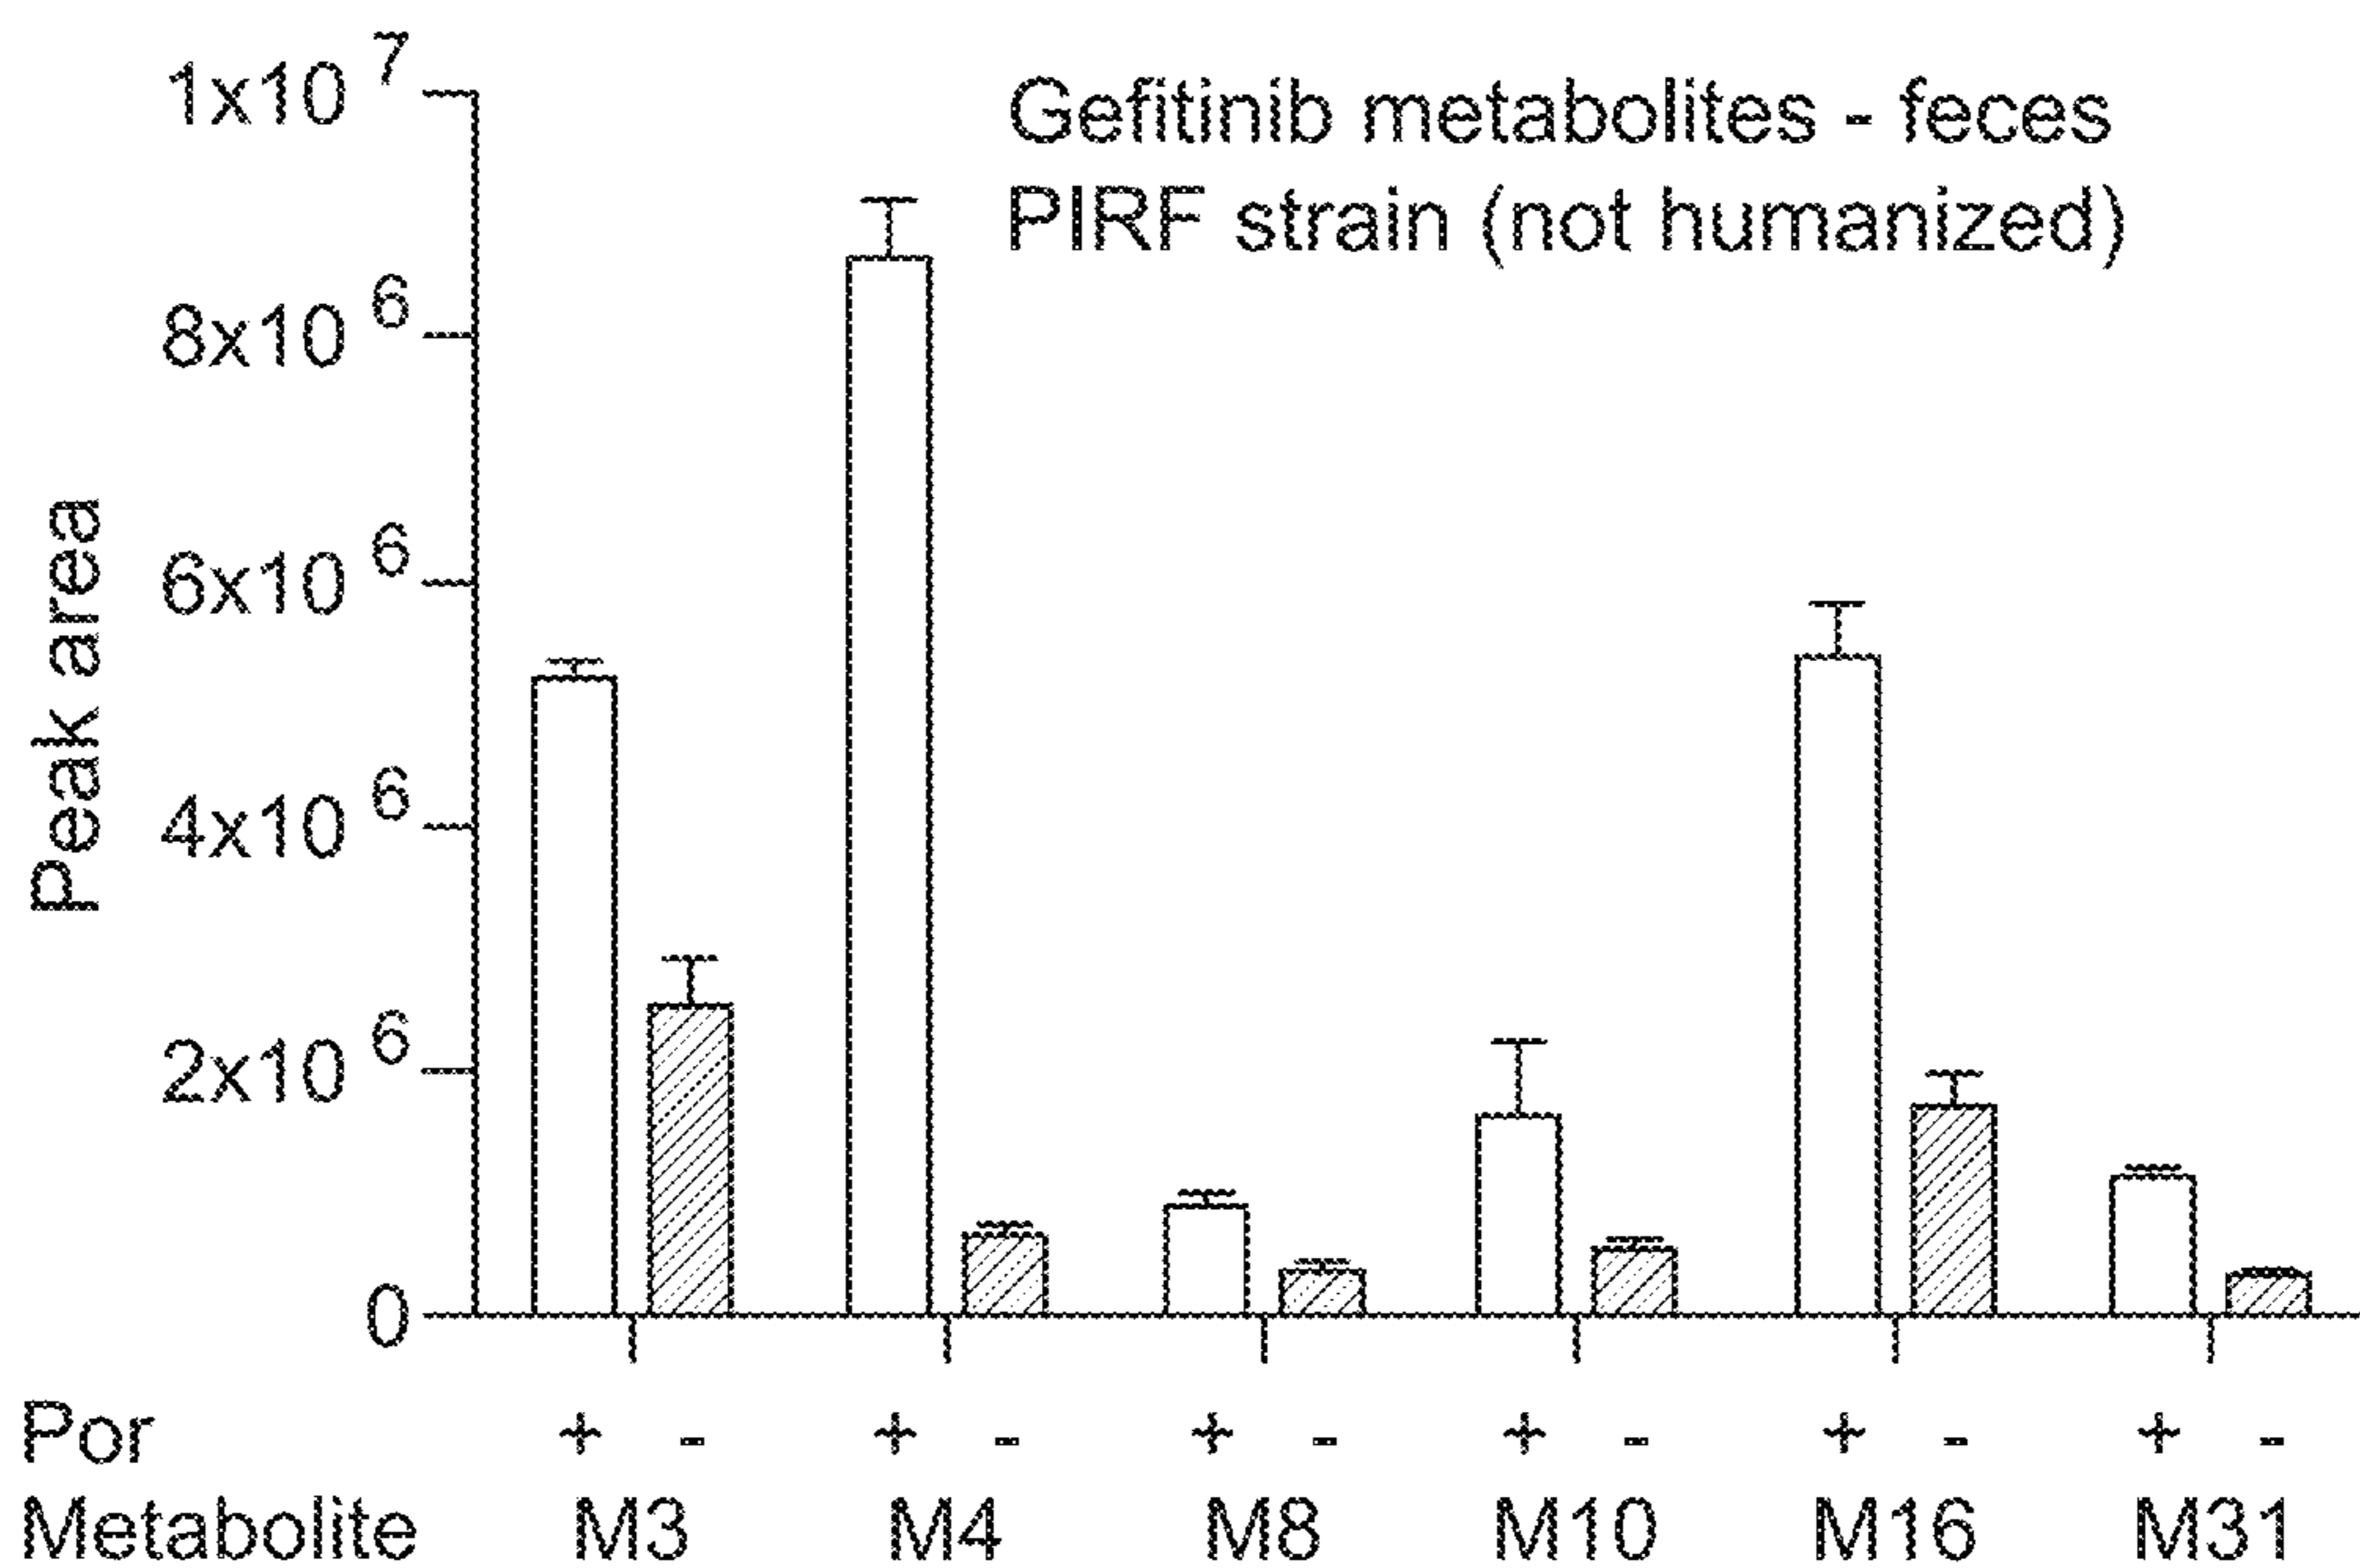 Gefitinib metabolites - feces
PIRF strain (not humanized)
Peak area
1x10 7
8x10 6
6x10 6
4x10 6
2x10 6
0
Por + - + - + - + - + - + -
Metabolite M3 M4 M8 M10 M16 M31